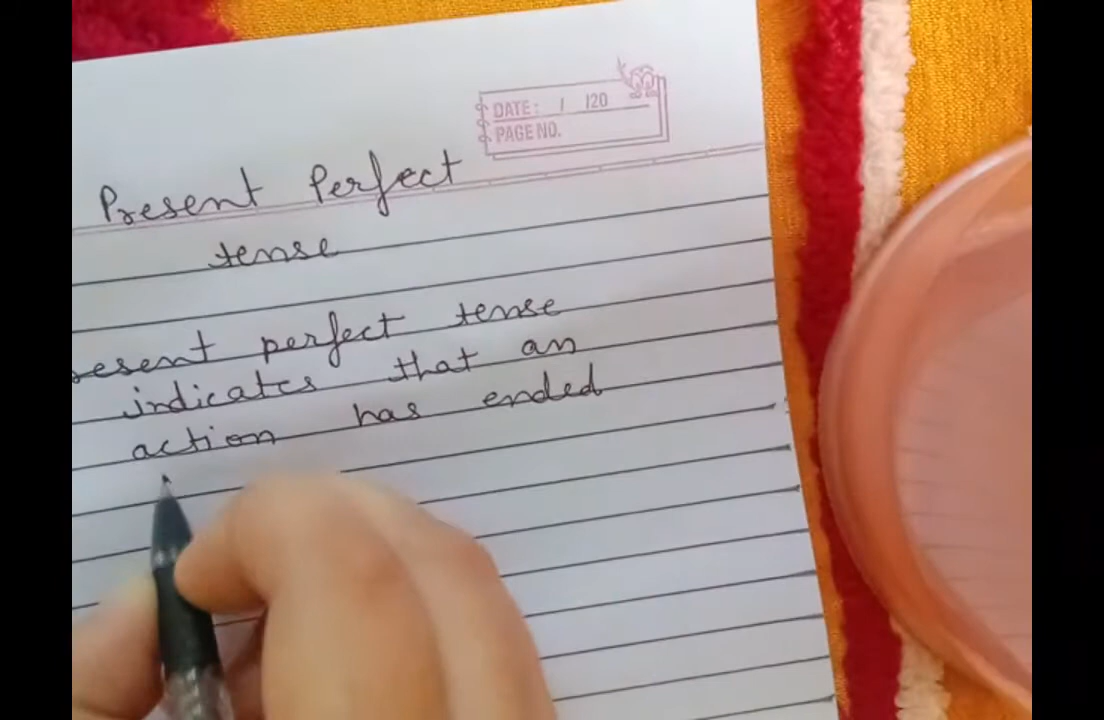 DATE: / /20
PAGE NO.
Present Perfect
tense
esent perfect tense
indicates that an
action has ended